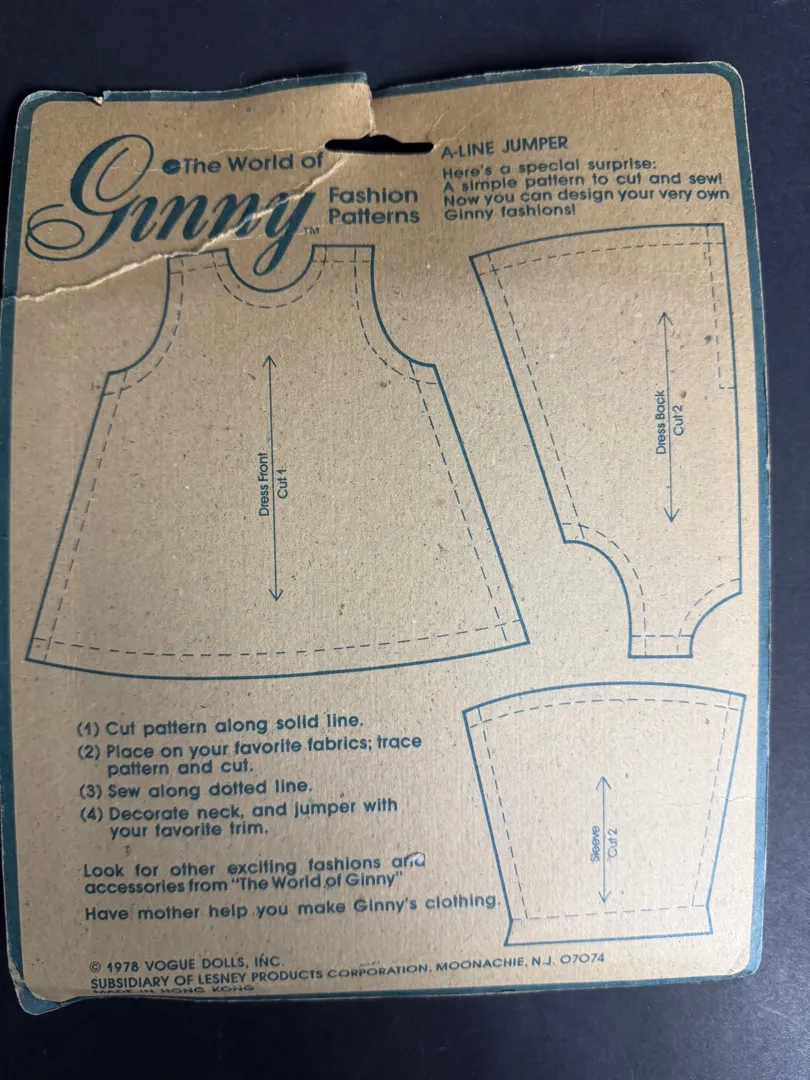 The World of
Ginny™
Fashion
Patterns
A-LINE JUMPER
Here's a special surprise:
A simple pattern to cut and sew!
Now you can design your very own
Ginny fashions!
Dress Front
Cut 1
Dress Back
Cut 2
(1) Cut pattern along solid line.
(2) Place on your favorite fabrics; trace
pattern and cut.
(3) Sew along dotted line.
(4) Decorate neck, and jumper with
your favorite trim.
Sleeve
Cut 2
Look for other exciting fashions and
accessories from "The World of Ginny"
Have mother help you make Ginny's clothing.
© 1978 VOGUE DOLLS, INC.
SUBSIDIARY OF LESNEY PRODUCTS CORPORATION, MOONACHIE, N.J. 07074
MADE IN HONG KONG